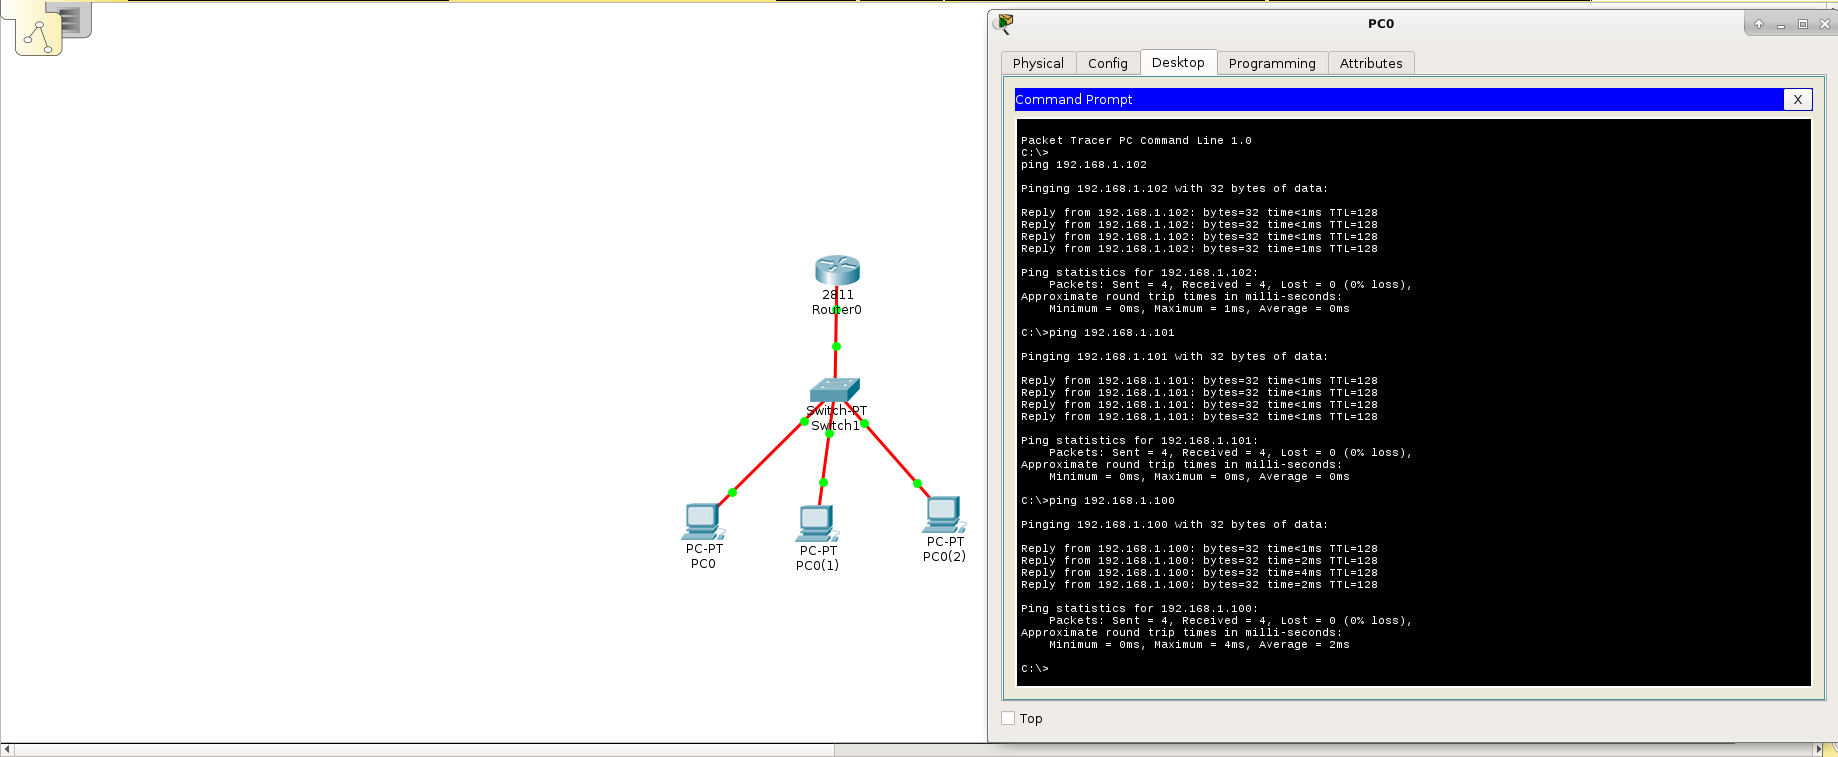 2811
Router0
Switch-PT
Switch1
PC-PT
PC0
PC-PT
PC0(1)
PC-PT
PC0(2)
PC0
Physical
Config
Desktop
Programming
Attributes
Command Prompt
X
Packet Tracer PC Command Line 1.0
C:\>
ping 192.168.1.102
Pinging 192.168.1.102 with 32 bytes of data:
Reply from 192.168.1.102: bytes=32 time<1ms TTL=128
Reply from 192.168.1.102: bytes=32 time<1ms TTL=128
Reply from 192.168.1.102: bytes=32 time<1ms TTL=128
Reply from 192.168.1.102: bytes=32 time=1ms TTL=128
Ping statistics for 192.168.1.102:
    Packets: Sent = 4, Received = 4, Lost = 0 (0% loss),
Approximate round trip times in milli-seconds:
    Minimum = 0ms, Maximum = 1ms, Average = 0ms
C:\>ping 192.168.1.101
Pinging 192.168.1.101 with 32 bytes of data:
Reply from 192.168.1.101: bytes=32 time<1ms TTL=128
Reply from 192.168.1.101: bytes=32 time<1ms TTL=128
Reply from 192.168.1.101: bytes=32 time<1ms TTL=128
Reply from 192.168.1.101: bytes=32 time<1ms TTL=128
Ping statistics for 192.168.1.101:
    Packets: Sent = 4, Received = 4, Lost = 0 (0% loss),
Approximate round trip times in milli-seconds:
    Minimum = 0ms, Maximum = 0ms, Average = 0ms
C:\>ping 192.168.1.100
Pinging 192.168.1.100 with 32 bytes of data:
Reply from 192.168.1.100: bytes=32 time<1ms TTL=128
Reply from 192.168.1.100: bytes=32 time=2ms TTL=128
Reply from 192.168.1.100: bytes=32 time=4ms TTL=128
Reply from 192.168.1.100: bytes=32 time=2ms TTL=128
Ping statistics for 192.168.1.100:
    Packets: Sent = 4, Received = 4, Lost = 0 (0% loss),
Approximate round trip times in milli-seconds:
    Minimum = 0ms, Maximum = 4ms, Average = 2ms
C:\>
Top